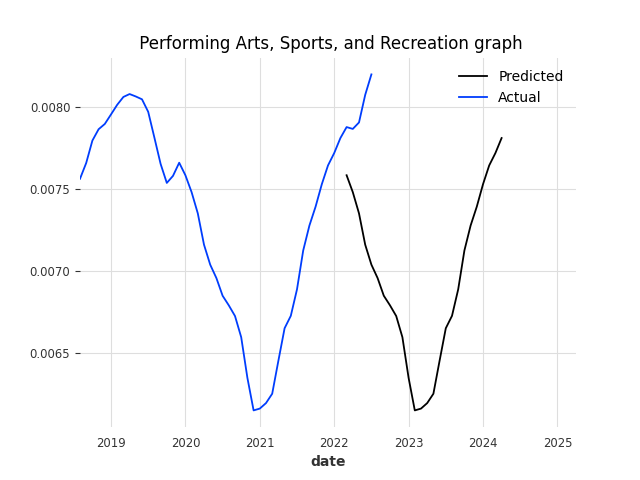 Performing Arts, Sports, and Recreation graph
Predicted
Actual
0.0080
0.0075
0.0070
0.0065
2019 2020 2021 2022 2023 2024 2025
date